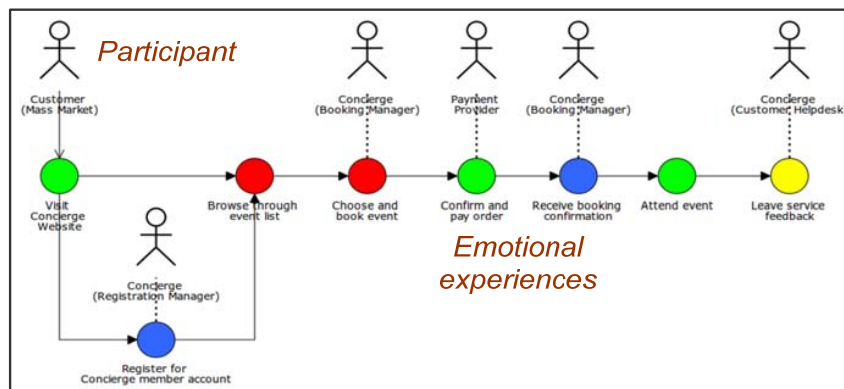 Participant
Customer
(Mass Market)
Concierge
(Booking Manager)
Payment
Provider
Concierge
(Booking Manager)
Concierge
(Customer Helpdesk)
Visit
Concierge
Website
Browse through
event list
Choose and
book event
Confirm and
pay order
Receive booking
confirmation
Attend event
Leave service
feedback
Emotional
experiences
Concierge
(Registration Manager)
Register for
Concierge member account